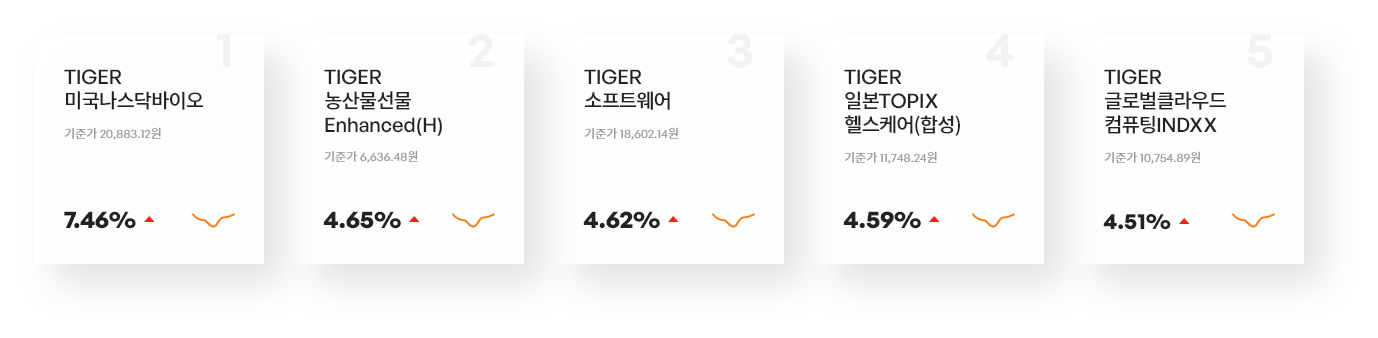 1
TIGER
미국나스닥바이오
기준가 20,883.12원
7.46%
2
TIGER
농산물선물
Enhanced(H)
기준가 6,636.48원
4.65%
3
TIGER
소프트웨어
기준가 18,602.14원
4.62%
4
TIGER
일본TOPIX
헬스케어(합성)
기준가 11,748.24원
4.59%
5
TIGER
글로벌클라우드
컴퓨팅INDXX
기준가 10,754.89원
4.51%